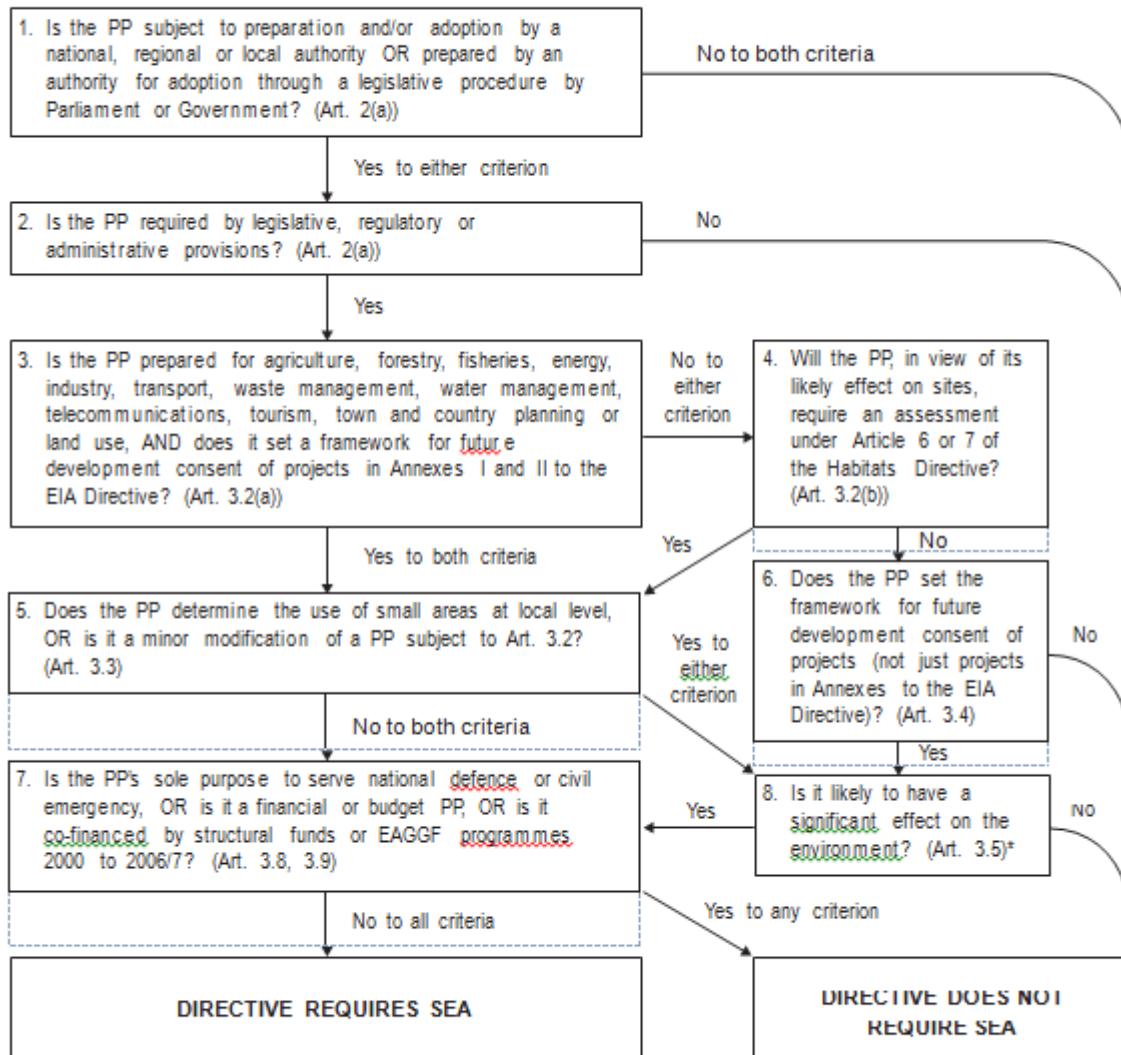 1. Is the PP subject to preparation and/or adoption by a
national, regional or local authority OR prepared by an
authority for adoption through a legislative procedure by
Parliament or Government? (Art. 2(a))
No to both criteria
Yes to either criterion
2. Is the PP required by legislative, regulatory or
administrative provisions? (Art. 2(a))
No
Yes
3. Is the PP prepared for agriculture, forestry, fisheries, energy,
industry, transport, waste management, water management,
telecommunications, tourism, town and country planning or
land use, AND does it set a framework for future
development consent of projects in Annexes I and II to the
EIA Directive? (Art. 3.2(a))
No to
either
criterion
4. Will the PP, in view of its
likely effect on sites,
require an assessment
under Article 6 or 7 of
the Habitats Directive?
(Art. 3.2(b))
Yes to both criteria
Yes
No
5. Does the PP determine the use of small areas at local level,
OR is it a minor modification of a PP subject to Art. 3.2?
(Art. 3.3)
Yes to
either
criterion
6. Does the PP set the
framework for future
development consent of
projects (not just projects
in Annexes to the EIA
Directive)? (Art. 3.4)
No
No to both criteria
Yes
7. Is the PP's sole purpose to serve national defence or civil
emergency, OR is it a financial or budget PP, OR is it
co-financed by structural funds or EAGGF programmes
2000 to 2006/7? (Art. 3.8, 3.9)
Yes
8. Is it likely to have a
significant effect on the
environment? (Art. 3.5)*
No
No to all criteria
Yes to any criterion
DIRECTIVE REQUIRES SEA
DIRECTIVE DOES NOT
REQUIRE SEA